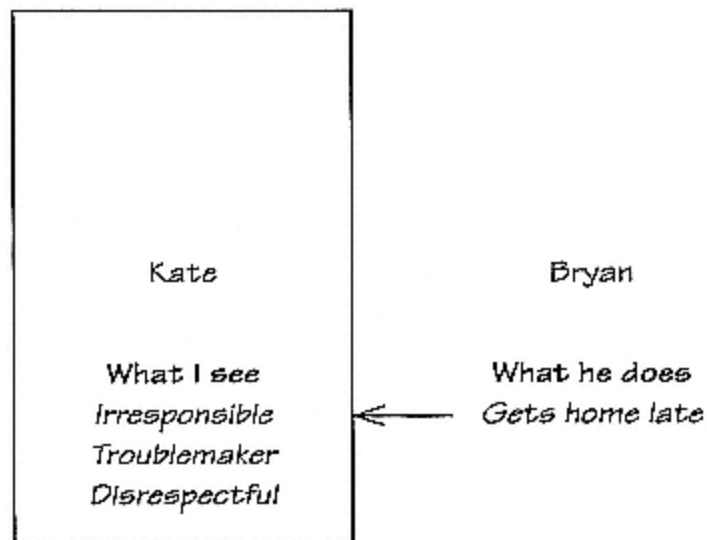 Kate
Bryan
What I see
What he does
Irresponsible
Gets home late
Troublemaker
Disrespectful